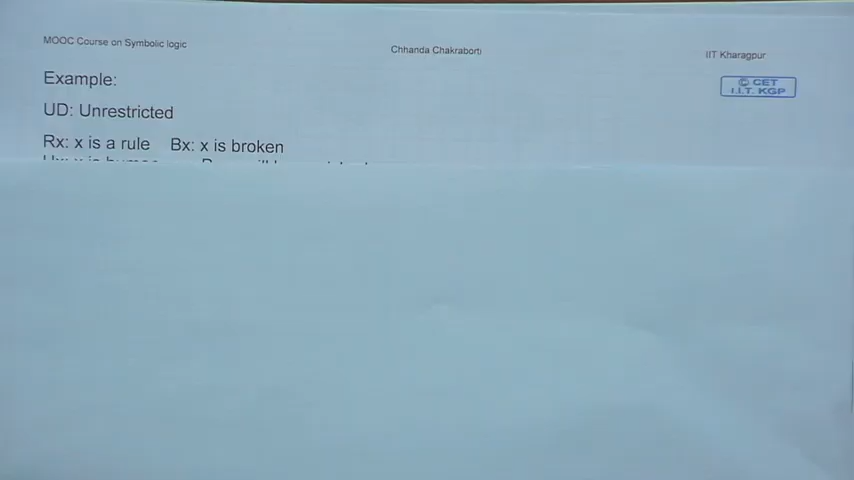 MOOC Course on Symbolic logic Chhanda Chakraborti IIT Kharagpur
© CET
I.I.T. KGP
Example:
UD: Unrestricted
Rx: x is a rule Bx: x is broken